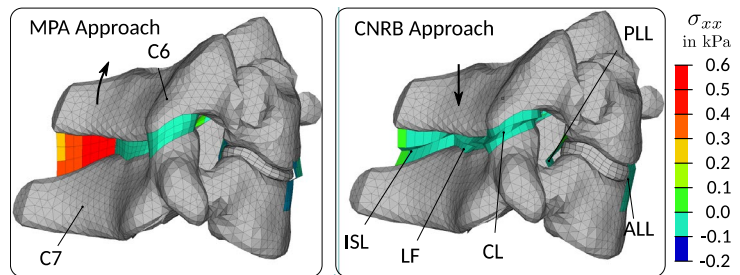 MPA Approach
C6
C7
CNRB Approach
PLL
ISL
LF
CL
ALL
σxx
in kPa
0.6
0.5
0.4
0.3
0.2
0.1
0.0
-0.1
-0.2